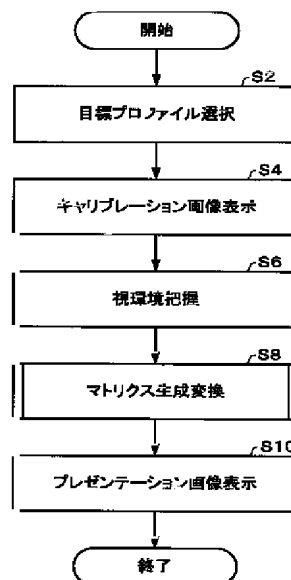 開始
S2
目標プロファイル選択
S4
キャリブレーション画像表示
S6
視環境把握
S8
マトリクス生成変換
S10
プレゼンテーション画像表示
終了